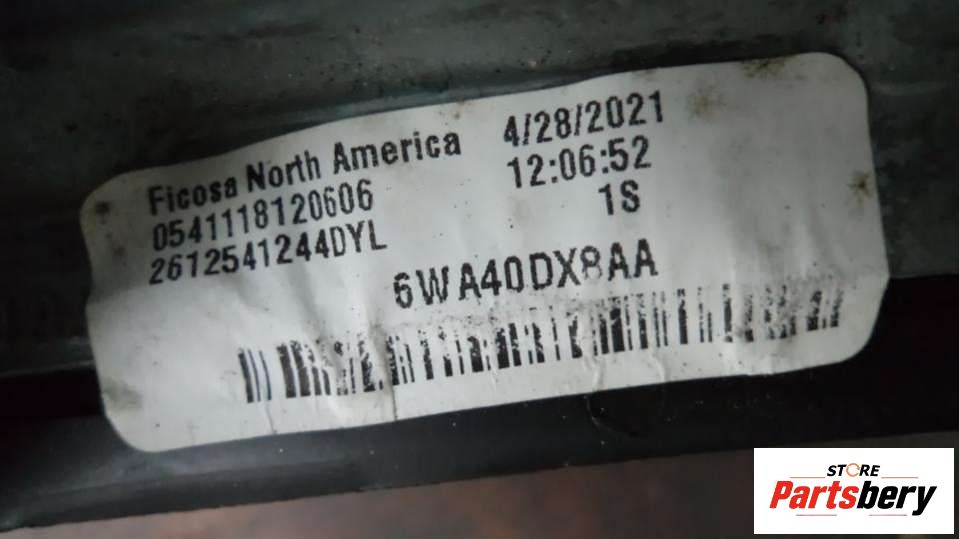 Ficosa North America 4/28/2021
0541118120606 12:06:52
2612541244DYL 1S
6WA40DX8AA
STORE
Partsbery